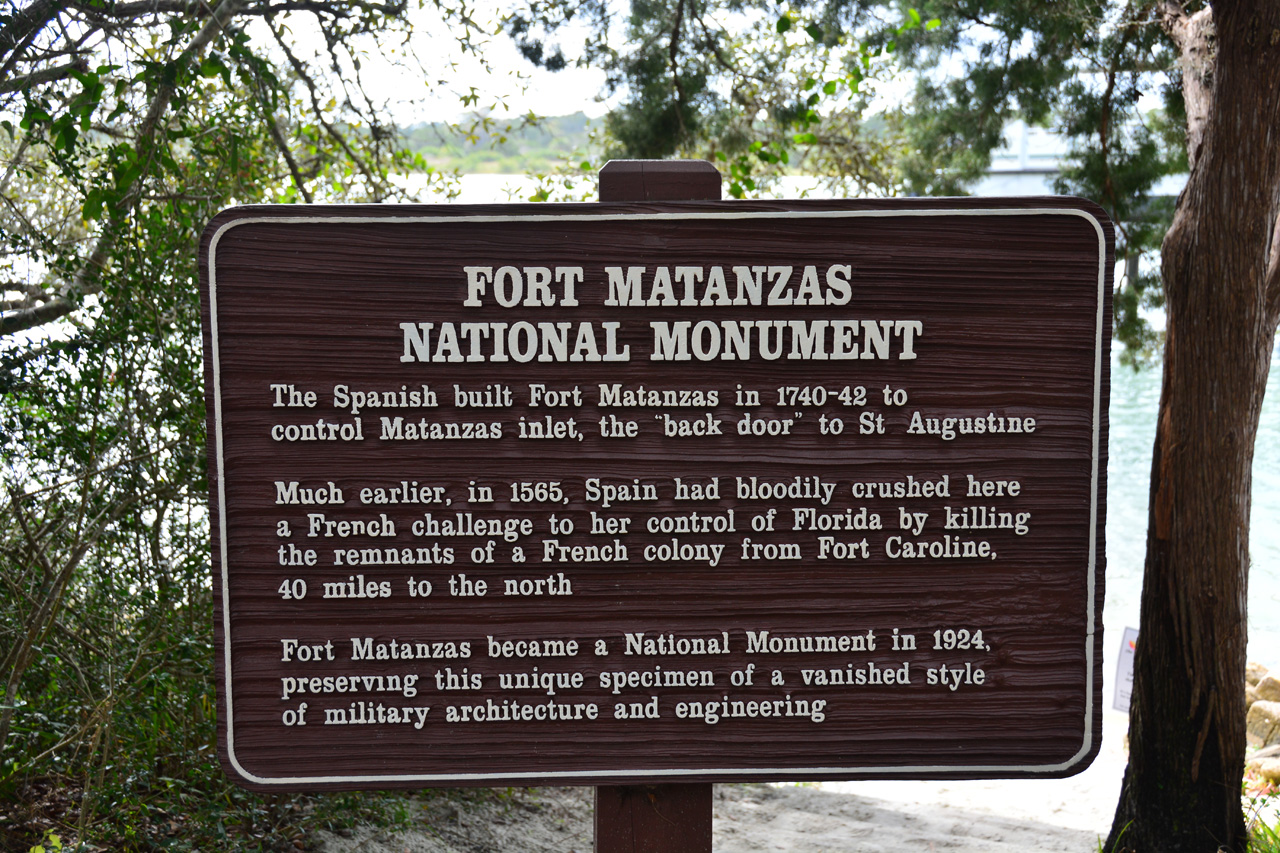 FORT MATANZAS
NATIONAL MONUMENT
The Spanish built Fort Matanzas in 1740-42 to
control Matanzas inlet, the "back door" to St Augustine
Much earlier, in 1565, Spain had bloodily crushed here
a French challenge to her control of Florida by killing
the remnants of a French colony from Fort Caroline,
40 miles to the north
Fort Matanzas became a National Monument in 1924,
preserving this unique specimen of a vanished style
of military architecture and engineering